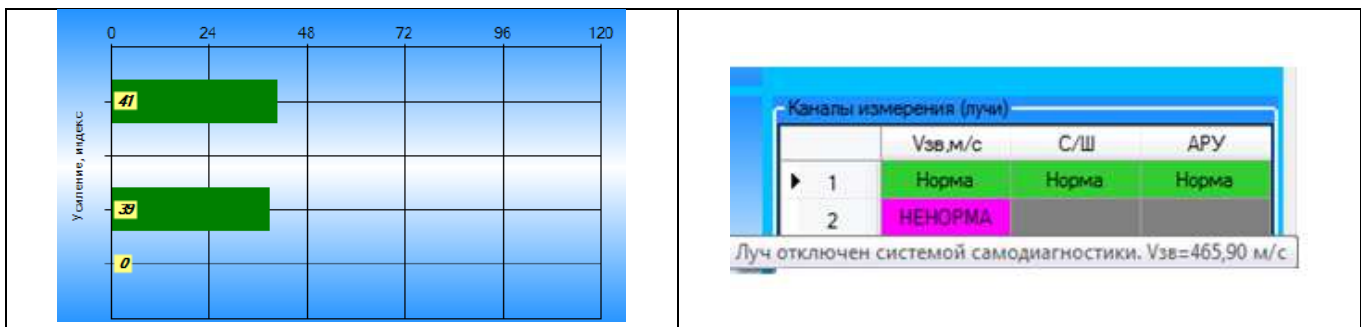 0 24 48 72 96 120
Усиление, индекс
41
39
0
Каналы измерения (лучи)
Vзв,м/с С/Ш АРУ
1 Норма Норма Норма
2 НЕНОРМА
Луч отключен системой самодиагностики. Vзв=465,90 м/с